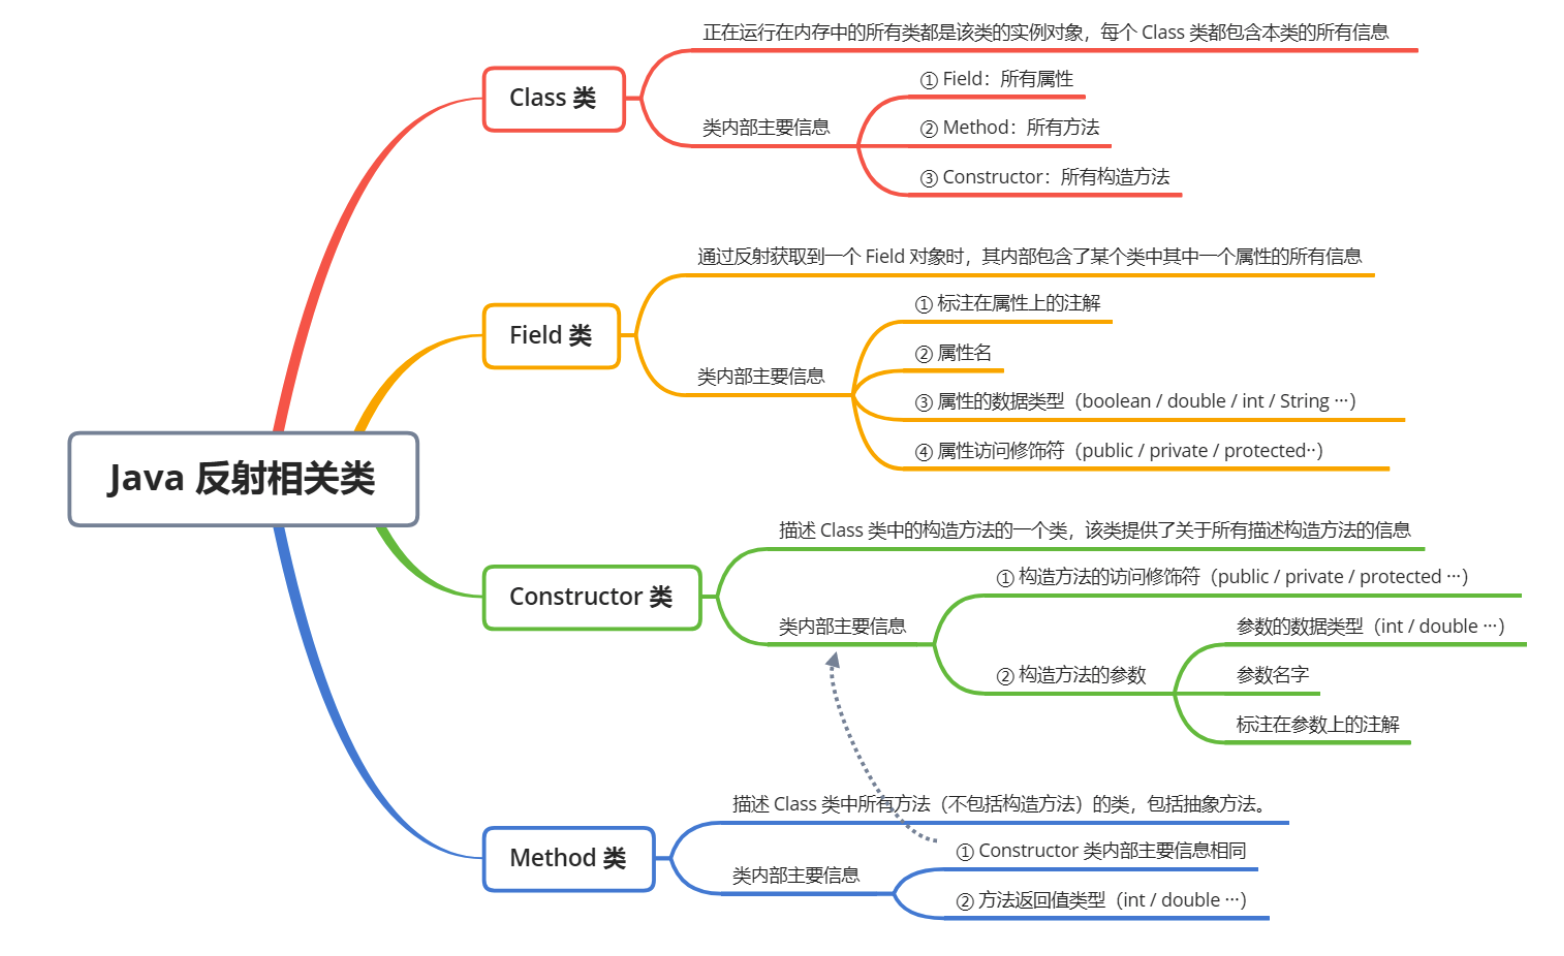 Java 反射相关类
Class 类
正在运行在内存中的所有类都是该类的实例对象，每个 Class 类都包含本类的所有信息
类内部主要信息
① Field：所有属性
② Method：所有方法
③ Constructor：所有构造方法
Field 类
通过反射获取到一个 Field 对象时，其内部包含了某个类中其中一个属性的所有信息
类内部主要信息
① 标注在属性上的注解
② 属性名
③ 属性的数据类型（boolean / double / int / String ···）
④ 属性访问修饰符（public / private / protected··）
Constructor 类
描述 Class 类中的构造方法的一个类，该类提供了关于所有描述构造方法的信息
类内部主要信息
① 构造方法的访问修饰符（public / private / protected ···）
② 构造方法的参数
参数的数据类型（int / double ···）
参数名字
标注在参数上的注解
Method 类
描述 Class 类中所有方法（不包括构造方法）的类，包括抽象方法。
类内部主要信息
① Constructor 类内部主要信息相同
② 方法返回值类型（int / double ···）